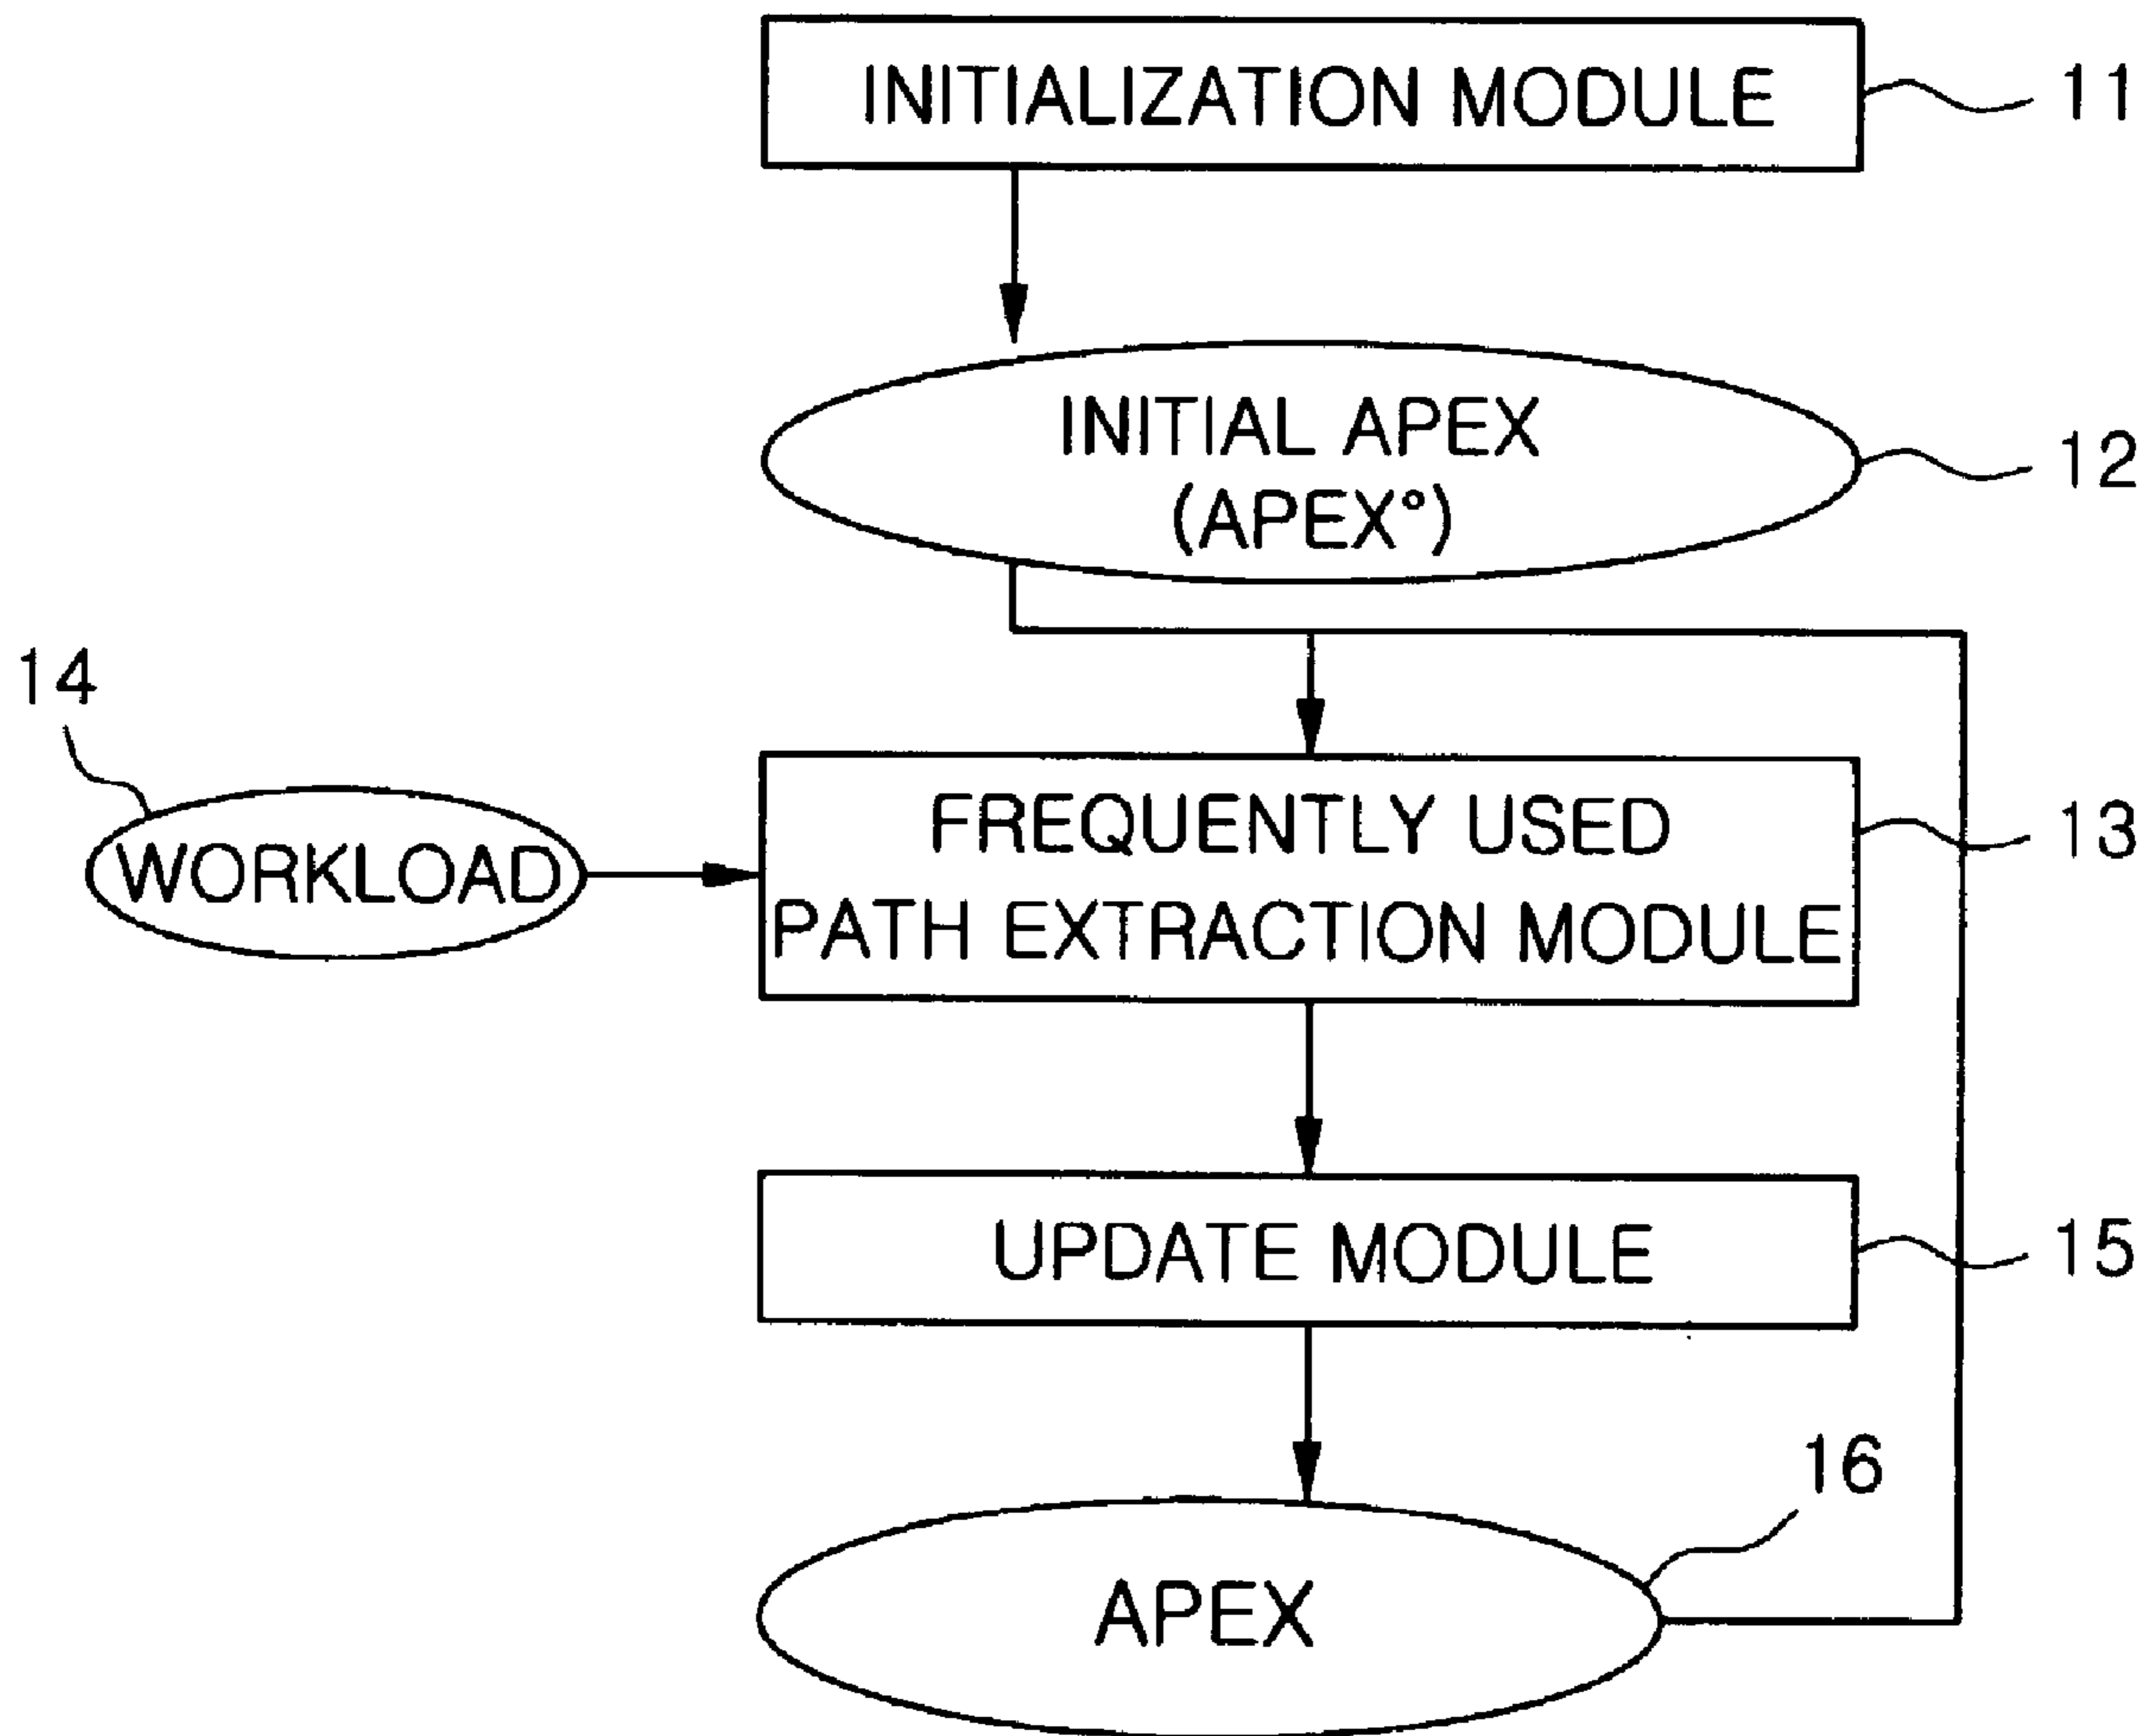 INITIALIZATION MODULE
11
INITIAL APEX
(APEX°)
12
14
WORKLOAD
FREQUENTLY USED
PATH EXTRACTION MODULE
13
UPDATE MODULE
15
16
APEX